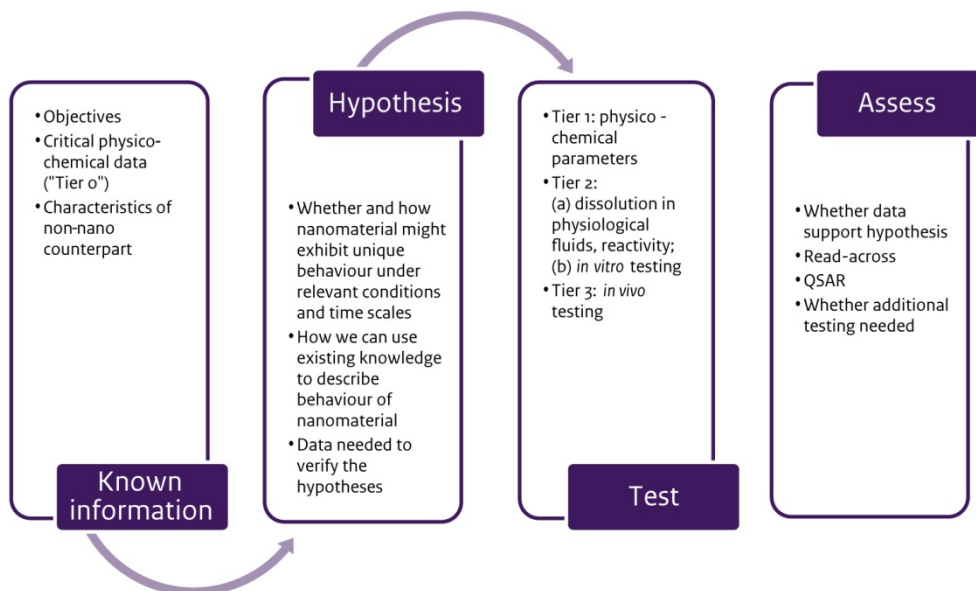 • Objectives
• Critical physico-
chemical data
("Tier 0")
• Characteristics of
non-nano
counterpart
Known
information
Hypothesis
• Whether and how
nanomaterial might
exhibit unique
behaviour under
relevant conditions
and time scales
• How we can use
existing knowledge
to describe
behaviour of
nanomaterial
• Data needed to
verify the
hypotheses
• Tier 1: physico -
chemical
parameters
• Tier 2:
(a) dissolution in
physiological
fluids, reactivity;
(b) in vitro testing
• Tier 3: in vivo
testing
Test
Assess
• Whether data
support hypothesis
• Read-across
• QSAR
• Whether additional
testing needed